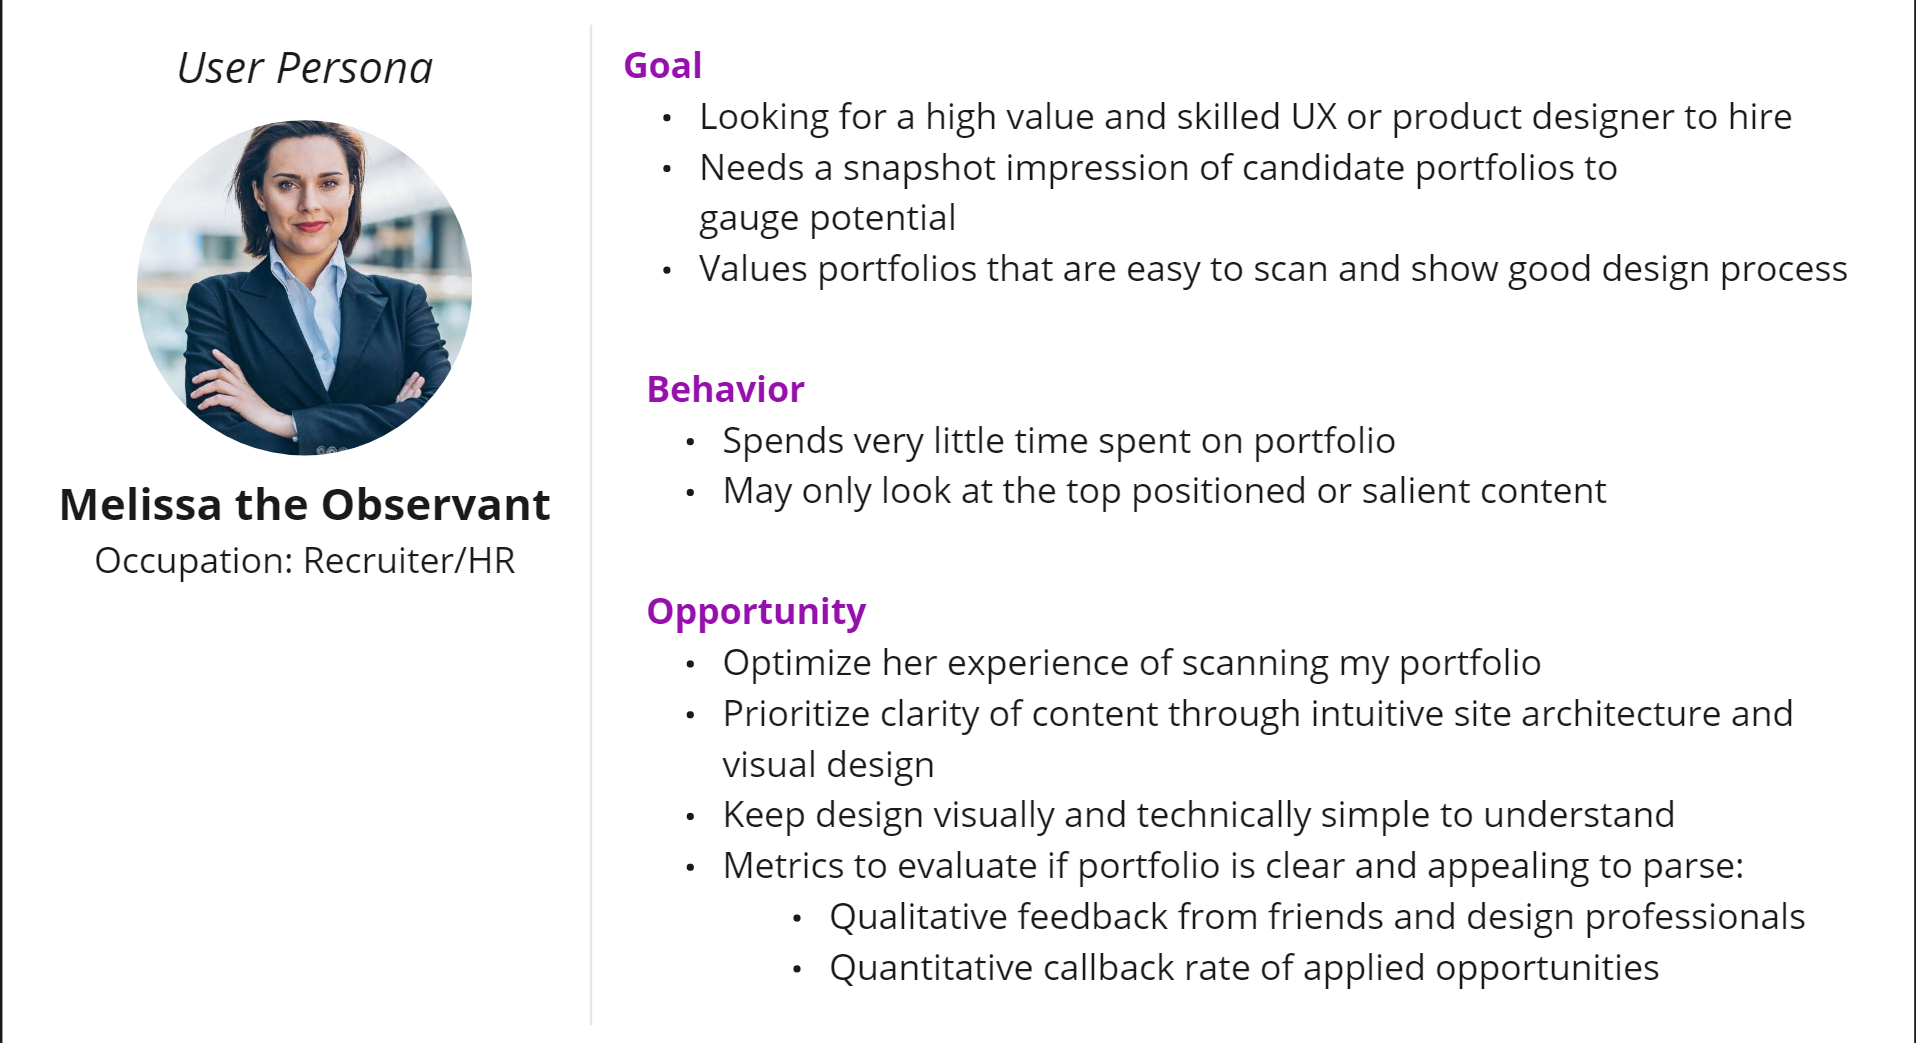 User Persona
Melissa the Observant
Occupation: Recruiter/HR
Goal
• Looking for a high value and skilled UX or product designer to hire
• Needs a snapshot impression of candidate portfolios to
gauge potential
• Values portfolios that are easy to scan and show good design process
Behavior
• Spends very little time spent on portfolio
• May only look at the top positioned or salient content
Opportunity
• Optimize her experience of scanning my portfolio
• Prioritize clarity of content through intuitive site architecture and
visual design
• Keep design visually and technically simple to understand
• Metrics to evaluate if portfolio is clear and appealing to parse:
• Qualitative feedback from friends and design professionals
• Quantitative callback rate of applied opportunities